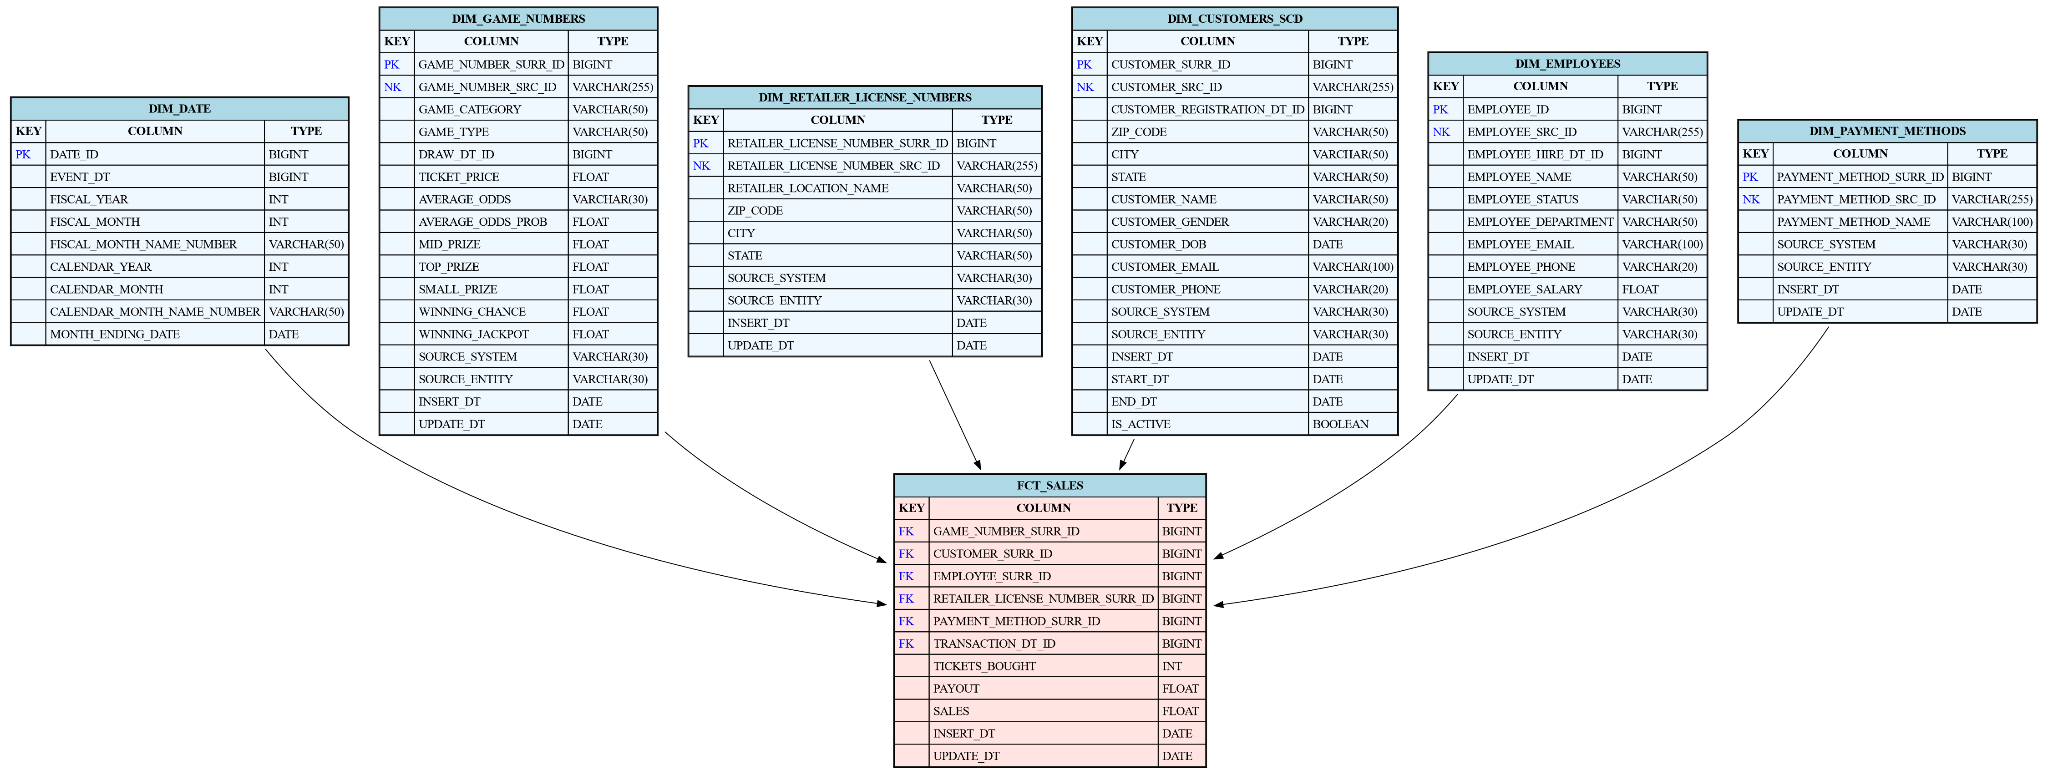 DIM_DATE
KEY COLUMN TYPE
PK DATE_ID BIGINT
EVENT_DT BIGINT
FISCAL_YEAR INT
FISCAL_MONTH INT
FISCAL_MONTH_NAME_NUMBER VARCHAR(50)
CALENDAR_YEAR INT
CALENDAR_MONTH INT
CALENDAR_MONTH_NAME_NUMBER VARCHAR(50)
MONTH_ENDING_DATE DATE
DIM_GAME_NUMBERS
KEY COLUMN TYPE
PK GAME_NUMBER_SURR_ID BIGINT
NK GAME_NUMBER_SRC_ID VARCHAR(255)
GAME_CATEGORY VARCHAR(50)
GAME_TYPE VARCHAR(50)
DRAW_DT_ID BIGINT
TICKET_PRICE FLOAT
AVERAGE_ODDS VARCHAR(30)
AVERAGE_ODDS_PROB FLOAT
MID_PRIZE FLOAT
TOP_PRIZE FLOAT
SMALL_PRIZE FLOAT
WINNING_CHANCE FLOAT
WINNING_JACKPOT FLOAT
SOURCE_SYSTEM VARCHAR(30)
SOURCE_ENTITY VARCHAR(30)
INSERT_DT DATE
UPDATE_DT DATE
DIM_RETAILER_LICENSE_NUMBERS
KEY COLUMN TYPE
PK RETAILER_LICENSE_NUMBER_SURR_ID BIGINT
NK RETAILER_LICENSE_NUMBER_SRC_ID VARCHAR(255)
RETAILER_LOCATION_NAME VARCHAR(50)
ZIP_CODE VARCHAR(50)
CITY VARCHAR(50)
STATE VARCHAR(50)
SOURCE_SYSTEM VARCHAR(30)
SOURCE_ENTITY VARCHAR(30)
INSERT_DT DATE
UPDATE_DT DATE
DIM_CUSTOMERS_SCD
KEY COLUMN TYPE
PK CUSTOMER_SURR_ID BIGINT
NK CUSTOMER_SRC_ID VARCHAR(255)
CUSTOMER_REGISTRATION_DT_ID BIGINT
ZIP_CODE VARCHAR(50)
CITY VARCHAR(50)
STATE VARCHAR(50)
CUSTOMER_NAME VARCHAR(50)
CUSTOMER_GENDER VARCHAR(20)
CUSTOMER_DOB DATE
CUSTOMER_EMAIL VARCHAR(100)
CUSTOMER_PHONE VARCHAR(20)
SOURCE_SYSTEM VARCHAR(30)
SOURCE_ENTITY VARCHAR(30)
INSERT_DT DATE
START_DT DATE
END_DT DATE
IS_ACTIVE BOOLEAN
DIM_EMPLOYEES
KEY COLUMN TYPE
PK EMPLOYEE_ID BIGINT
NK EMPLOYEE_SRC_ID VARCHAR(255)
EMPLOYEE_HIRE_DT_ID BIGINT
EMPLOYEE_NAME VARCHAR(50)
EMPLOYEE_STATUS VARCHAR(50)
EMPLOYEE_DEPARTMENT VARCHAR(50)
EMPLOYEE_EMAIL VARCHAR(100)
EMPLOYEE_PHONE VARCHAR(20)
EMPLOYEE_SALARY FLOAT
SOURCE_SYSTEM VARCHAR(30)
SOURCE_ENTITY VARCHAR(30)
INSERT_DT DATE
UPDATE_DT DATE
DIM_PAYMENT_METHODS
KEY COLUMN TYPE
PK PAYMENT_METHOD_SURR_ID BIGINT
NK PAYMENT_METHOD_SRC_ID VARCHAR(255)
PAYMENT_METHOD_NAME VARCHAR(100)
SOURCE_SYSTEM VARCHAR(30)
SOURCE_ENTITY VARCHAR(30)
INSERT_DT DATE
UPDATE_DT DATE
FCT_SALES
KEY COLUMN TYPE
FK GAME_NUMBER_SURR_ID BIGINT
FK CUSTOMER_SURR_ID BIGINT
FK EMPLOYEE_SURR_ID BIGINT
FK RETAILER_LICENSE_NUMBER_SURR_ID BIGINT
FK PAYMENT_METHOD_SURR_ID BIGINT
FK TRANSACTION_DT_ID BIGINT
TICKETS_BOUGHT INT
PAYOUT FLOAT
SALES FLOAT
INSERT_DT DATE
UPDATE_DT DATE